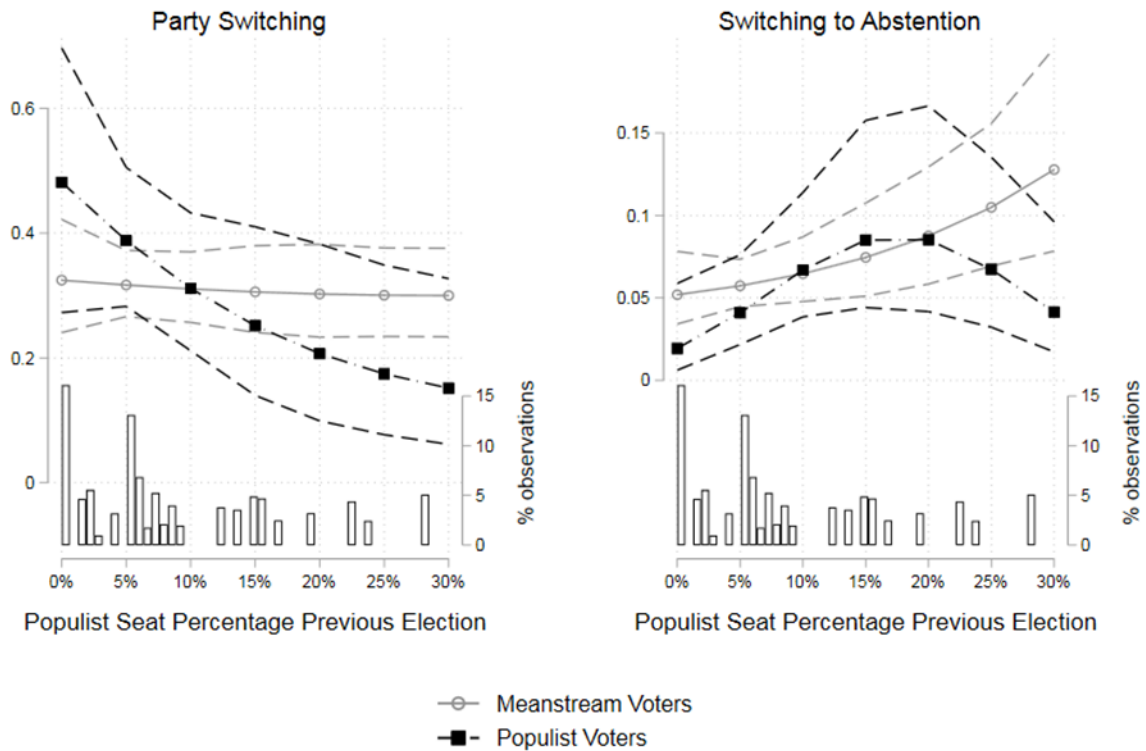 Party Switching
0.6
0.4
0.2
0
15
10
5
0
% observations
0% 5% 10% 15% 20% 25% 30%
Populist Seat Percentage Previous Election
Switching to Abstention
0.15
0.1
0.05
0
15
10
5
0
% observations
0% 5% 10% 15% 20% 25% 30%
Populist Seat Percentage Previous Election
Meanstream Voters
Populist Voters